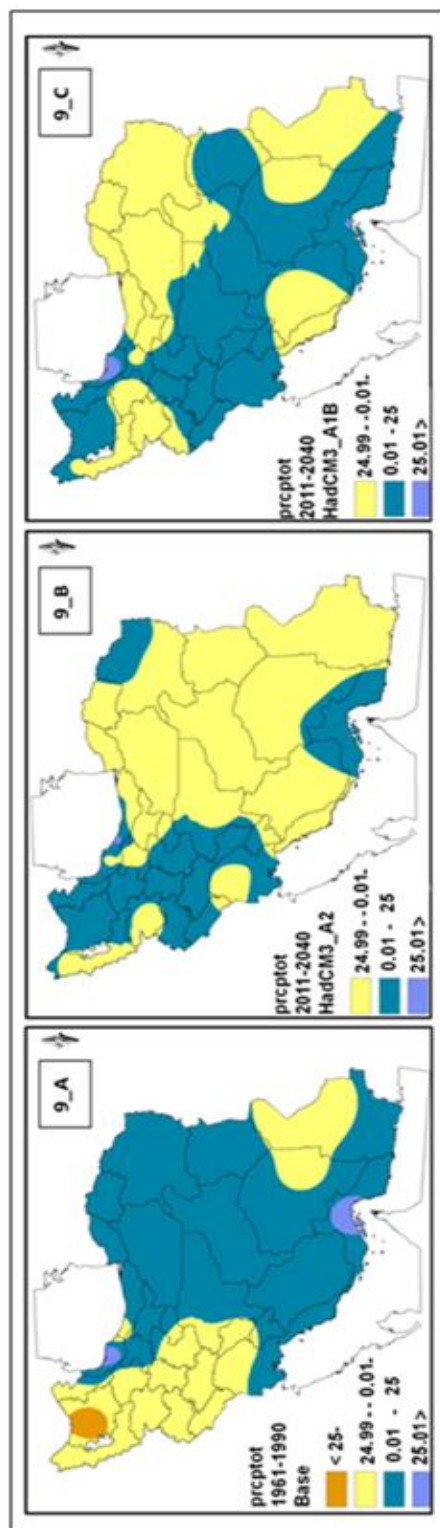 9_A
prcptot
1961-1990
Base
< 25-
24.99 - - 0.01-
0.01 - 25
25.01>
9_B
prcptot
2011-2040
HadCM3_A2
24.99 - - 0.01-
0.01 - 25
25.01>
9_C
prcptot
2011-2040
HadCM3_A1B
24.99 - - 0.01-
0.01 - 25
25.01>